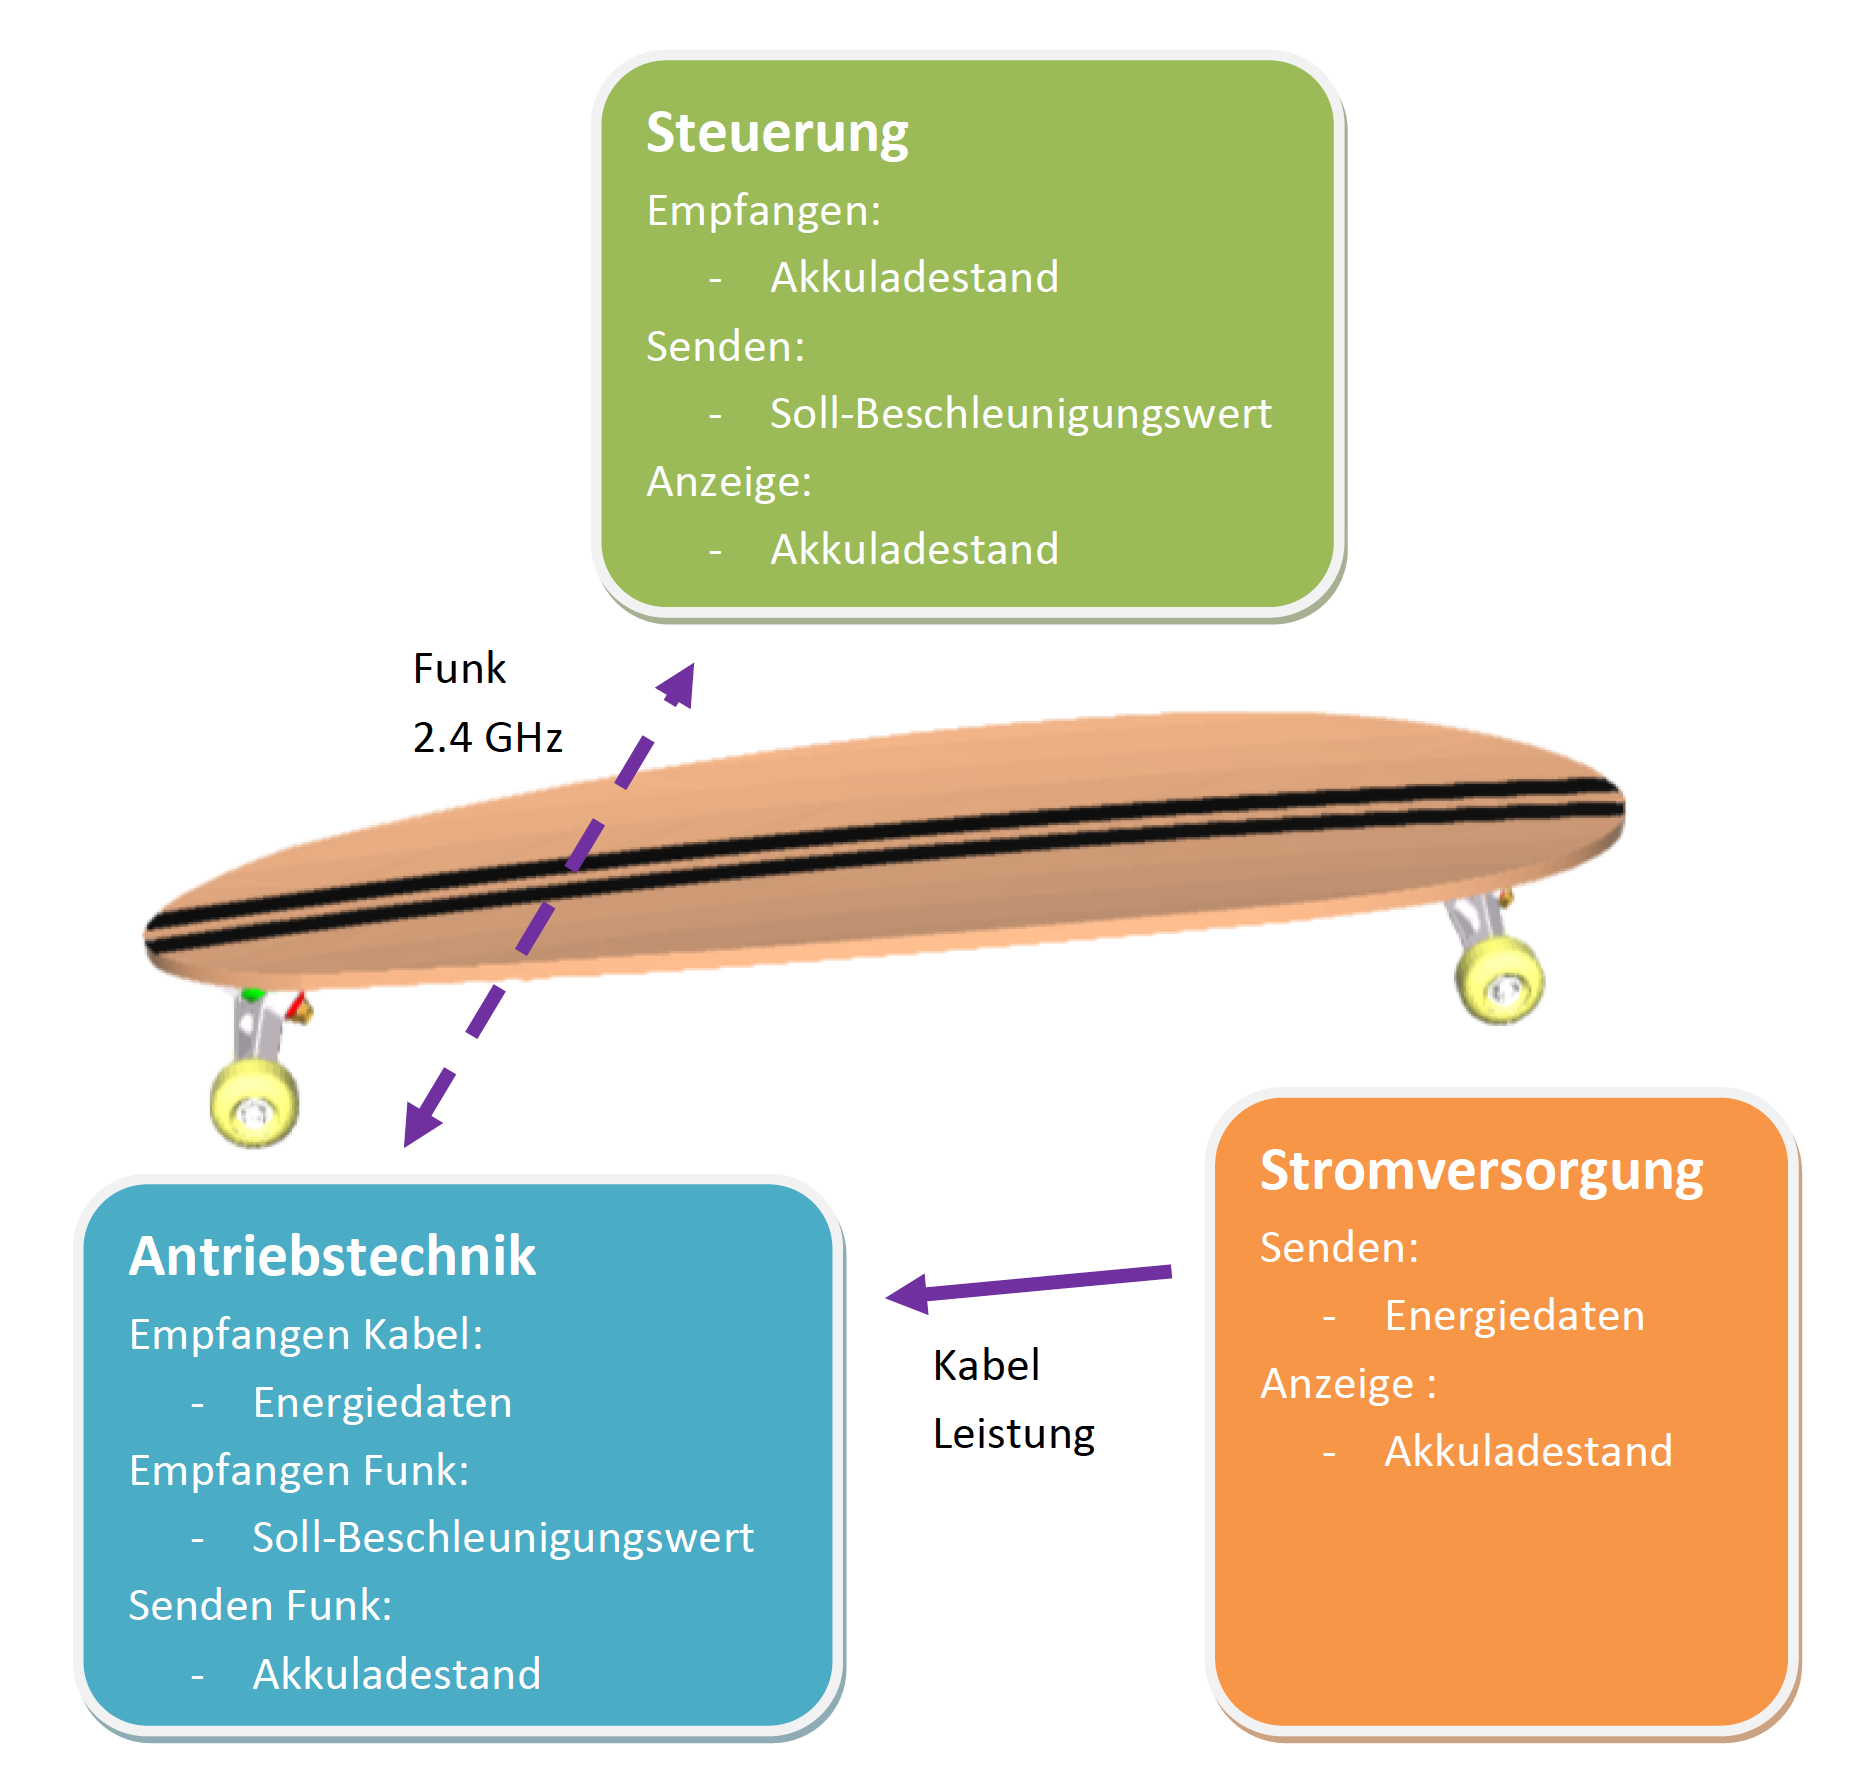 Steuerung
Empfangen:
- Akkuladestand
Senden:
- Soll-Beschleunigungswert
Anzeige:
- Akkuladestand
Funk
2.4 GHz
Antriebstechnik
Empfangen Kabel:
- Energiedaten
Empfangen Funk:
- Soll-Beschleunigungswert
Senden Funk:
- Akkuladestand
Kabel
Leistung
Stromversorgung
Senden:
- Energiedaten
Anzeige :
- Akkuladestand